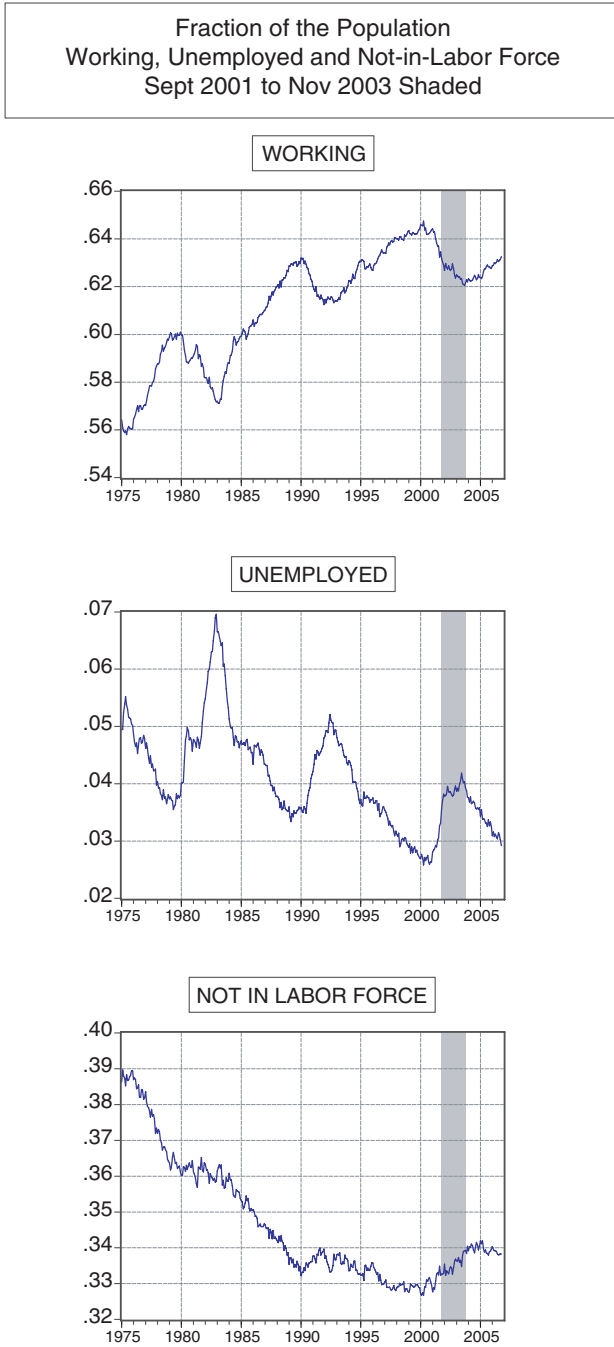 Fraction of the Population
Working, Unemployed and Not-in-Labor Force
Sept 2001 to Nov 2003 Shaded
WORKING
.66
.64
.62
.60
.58
.56
.54
1975 1980 1985 1990 1995 2000 2005
UNEMPLOYED
.07
.06
.05
.04
.03
.02
1975 1980 1985 1990 1995 2000 2005
NOT IN LABOR FORCE
.40
.39
.38
.37
.36
.35
.34
.33
.32
1975 1980 1985 1990 1995 2000 2005